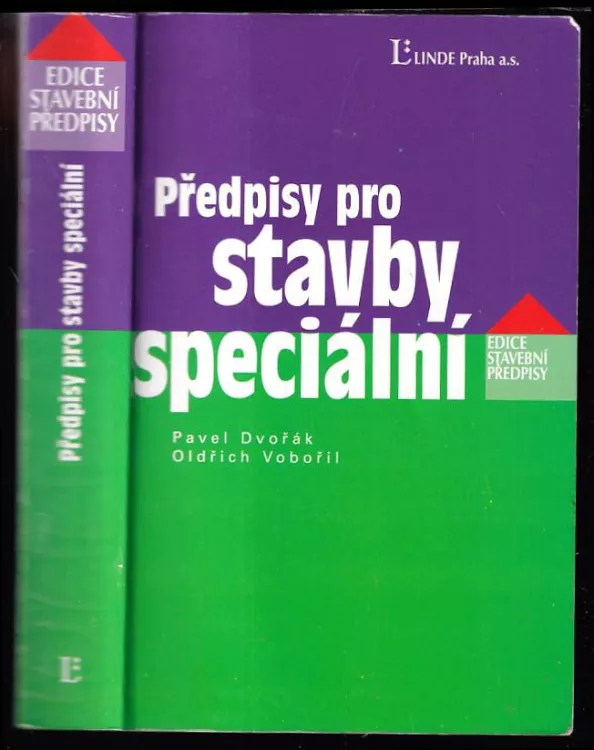 EDICE
STAVEBNÍ
PŘEDPISY
Předpisy pro stavby speciální
L
L LINDE Praha a.s.
Předpisy pro
stavby
speciální
EDICE
STAVEBNÍ
PŘEDPISY
Pavel Dvořák
Oldřich Vobořil